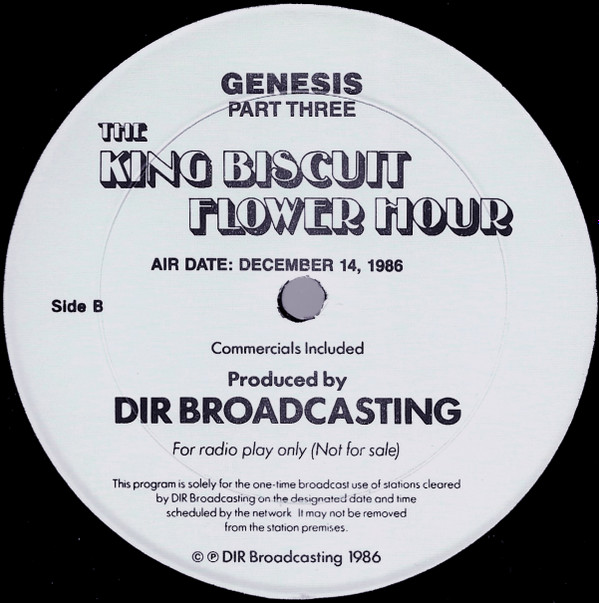 GENESIS
PART THREE
THE
KING BISCUIT
FLOWER HOUR
AIR DATE: DECEMBER 14, 1986
Side B
Commercials Included
Produced by
DIR BROADCASTING
For radio play only (Not for sale)
This program is solely for the one-time broadcast use of stations cleared
by DIR Broadcasting on the designated date and time
scheduled by the network It may not be removed
from the station premises.
© ℗ DIR Broadcasting 1986